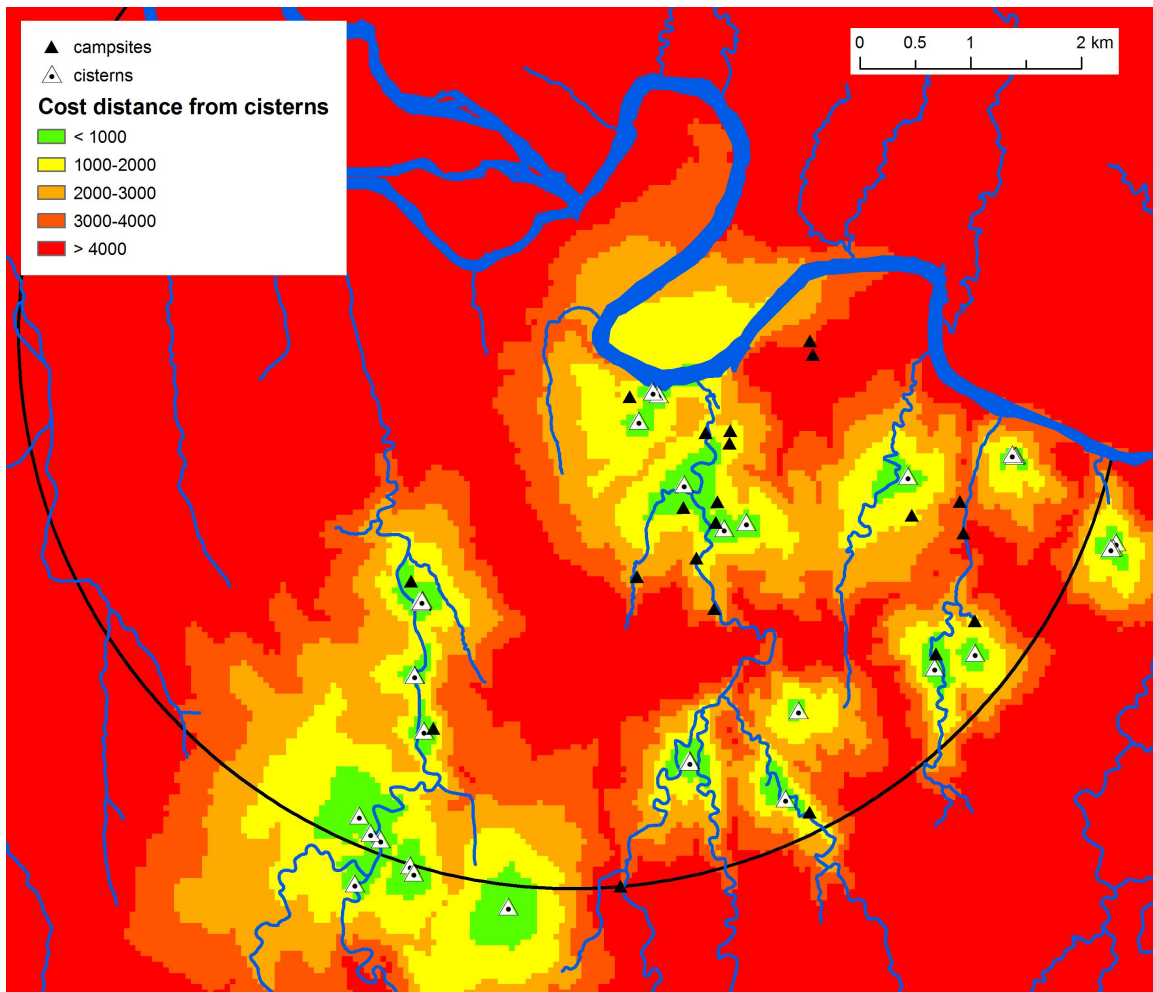 campsites
cisterns
Cost distance from cisterns
< 1000
1000-2000
2000-3000
3000-4000
> 4000
0 0.5 1 2 km